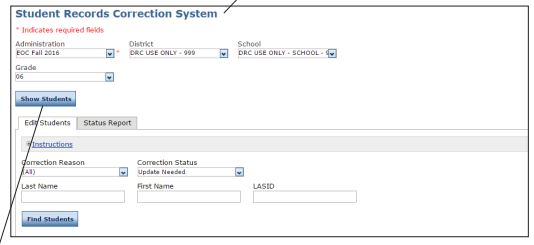 Student Records Correction System
* Indicates required fields
Administration District School
EOC Fall 2016 * DRC USE ONLY - 999 DRC USE ONLY - SCHOOL - 9
Grade
06
Show Students
Edit Students Status Report
Instructions
Correction Reason Correction Status
(All) Update Needed
Last Name First Name LASID
Find Students